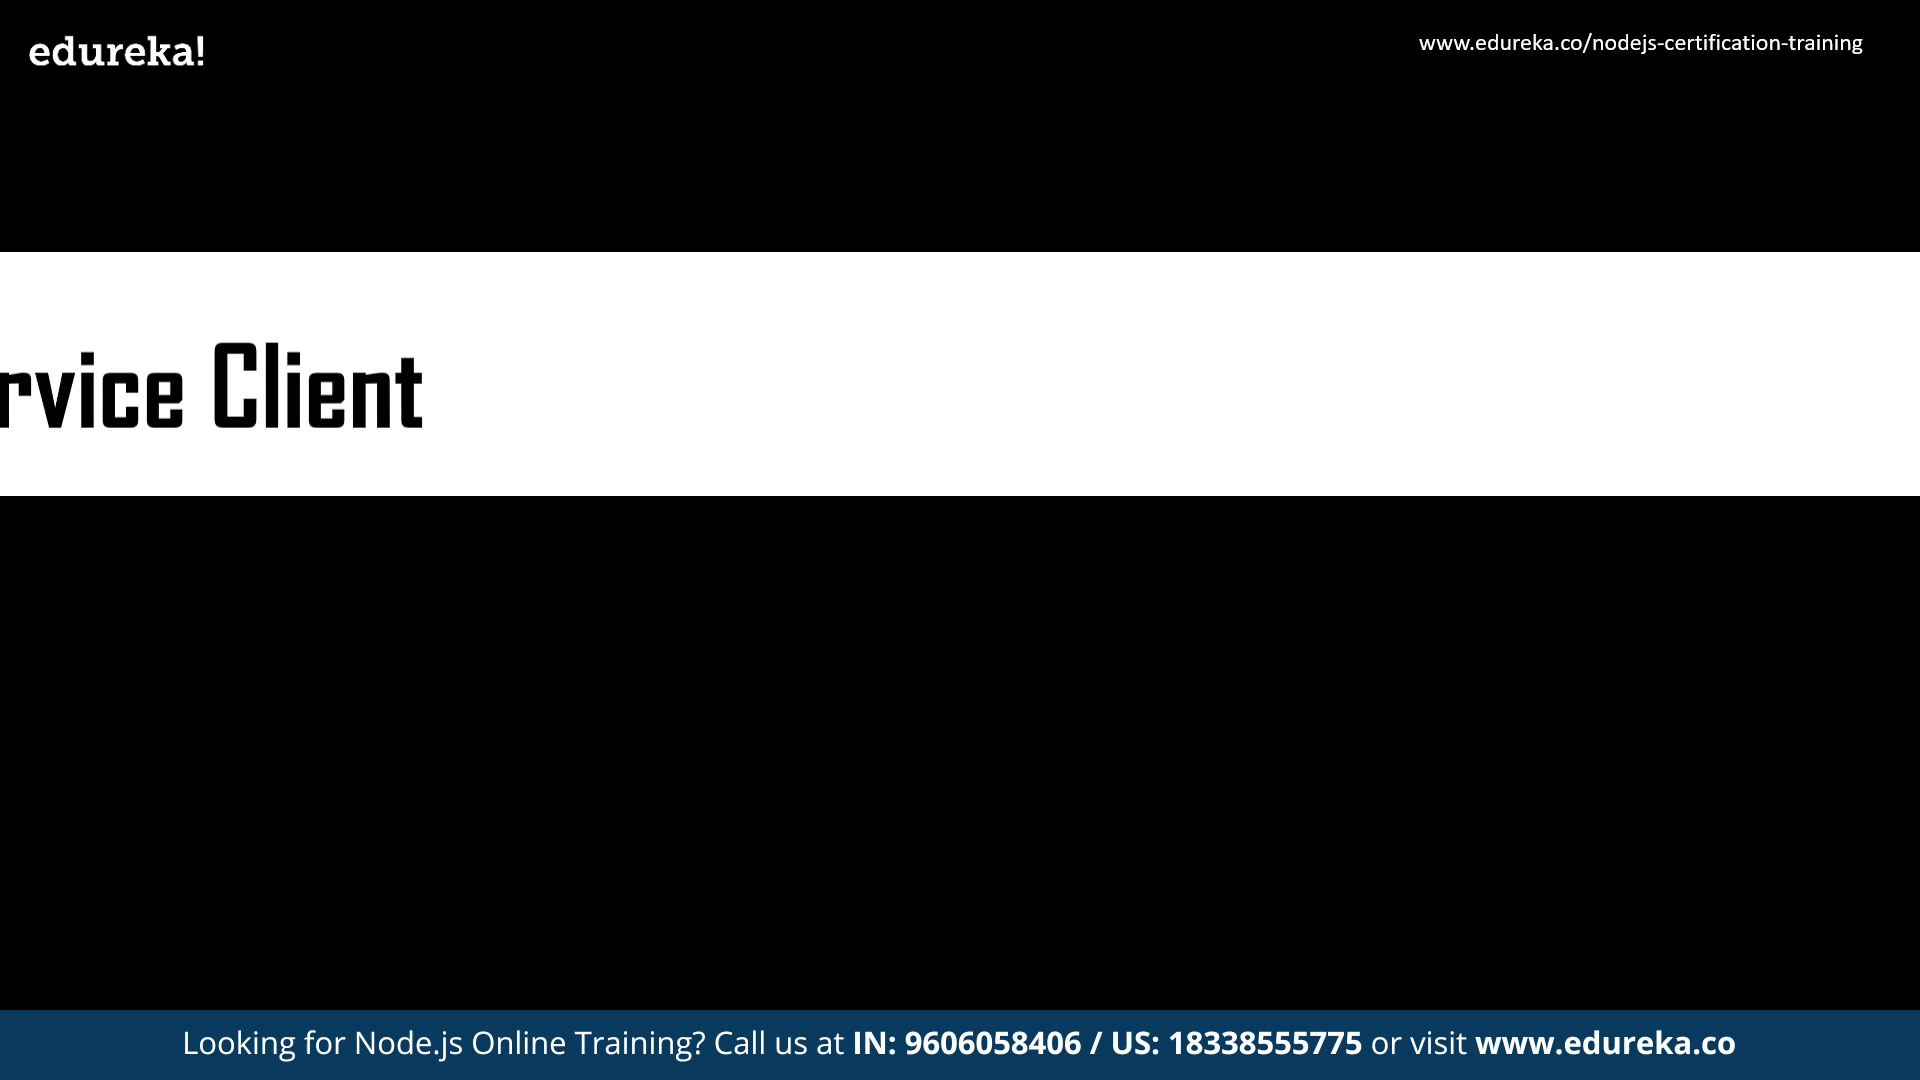 edureka!
www.edureka.co/nodejs-certification-training
rvice Client
Looking for Node.js Online Training? Call us at IN: 9606058406 / US: 18338555775 or visit www.edureka.co